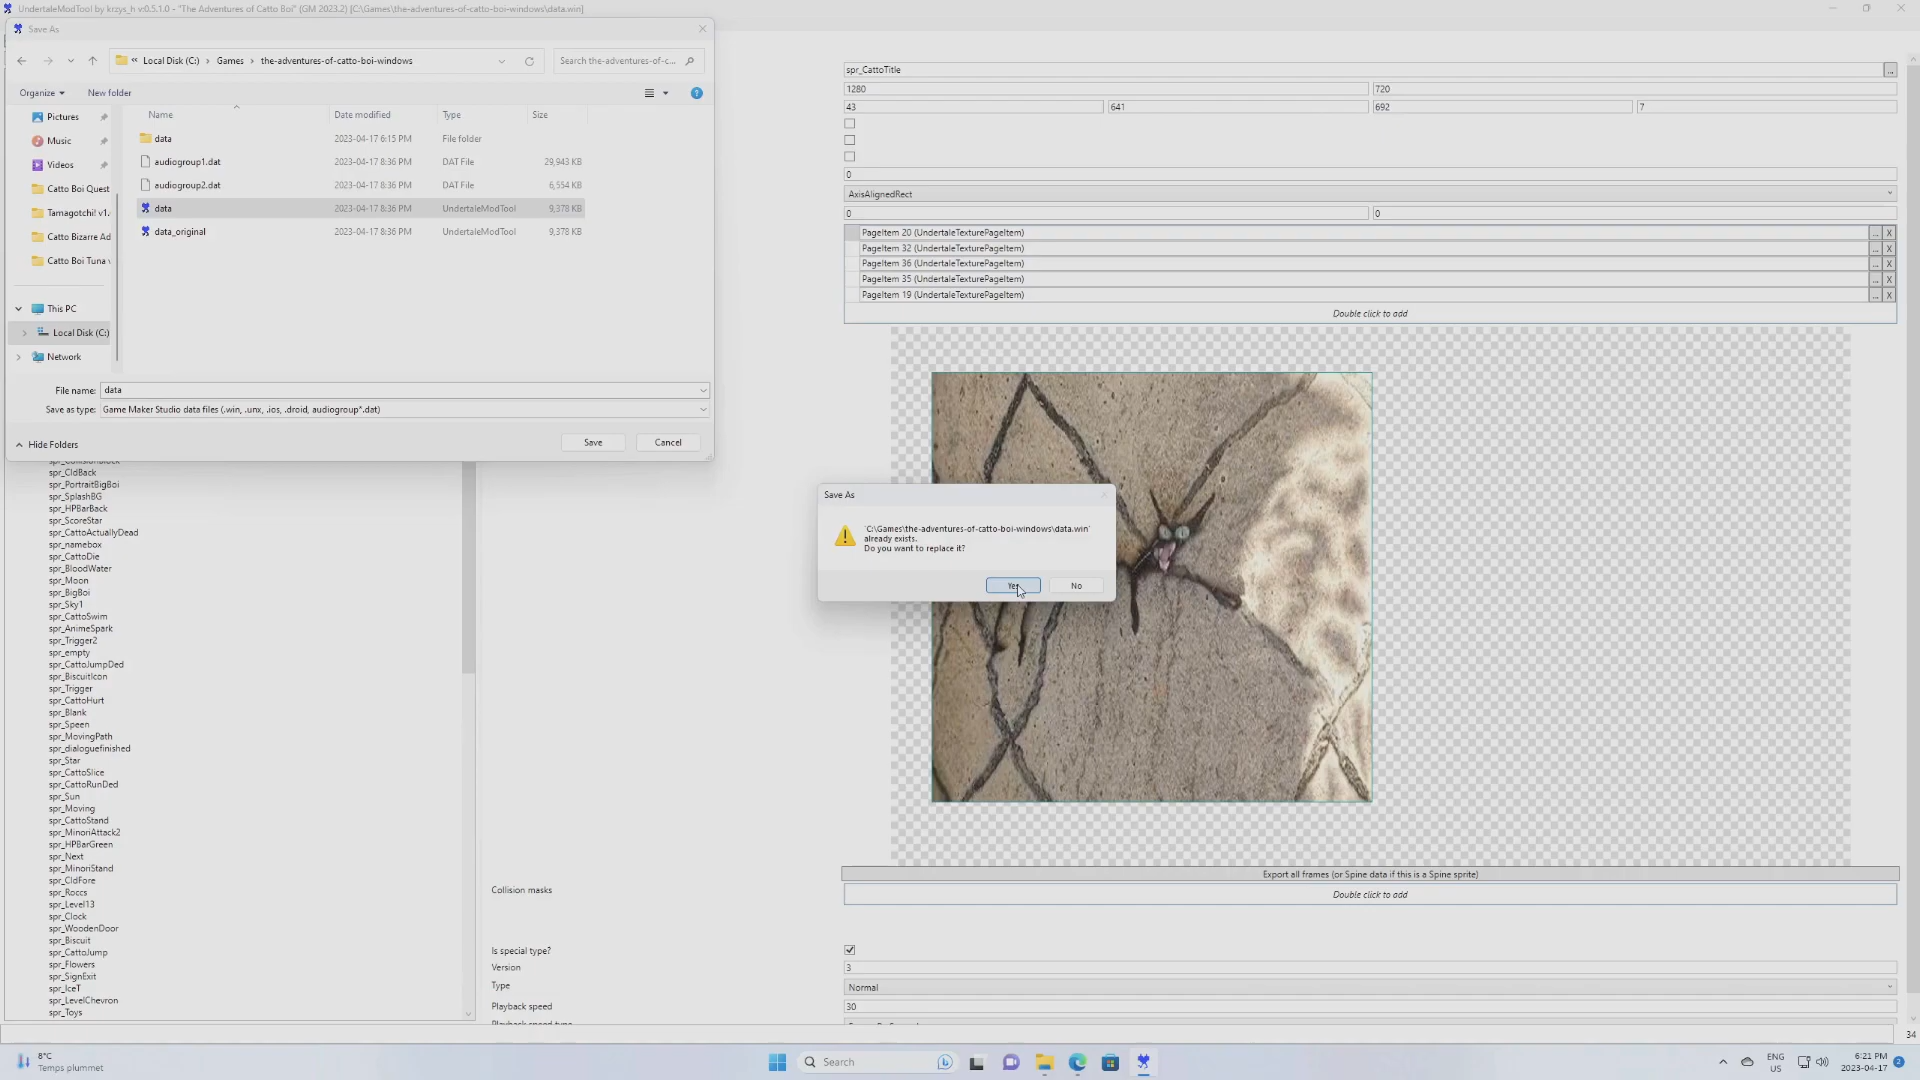 UndertaleModTool by krzys_h v:0.5.1.0 - "The Adventures of Catto Boi" (GM 2023.2) [C:\Games\the-adventures-of-catto-boi-windows\data.win]
Save As
« Local Disk (C:) › Games › the-adventures-of-catto-boi-windows
Search the-adventures-of-c...
Organize
New folder
?
Name Date modified Type Size
Pictures
Music
Videos
Catto Boi Quest
Tamagotchi! v1.
Catto Bizarre Ad
Catto Boi Tuna v
This PC
Local Disk (C:)
Network
data 2023-04-17 6:15 PM File folder
audiogroup1.dat 2023-04-17 8:36 PM DAT File 29,943 KB
audiogroup2.dat 2023-04-17 8:36 PM DAT File 6,554 KB
data 2023-04-17 8:36 PM UndertaleModTool 9,378 KB
data_original 2023-04-17 8:36 PM UndertaleModTool 9,378 KB
File name: data
Save as type: Game Maker Studio data files (.win, .unx, .ios, .droid, audiogroup*.dat)
Hide Folders
Save Cancel
spr_CldBack
spr_PortraitBigBoi
spr_SplashBG
spr_HPBarBack
spr_ScoreStar
spr_CattoActuallyDead
spr_namebox
spr_CattoDie
spr_BloodWater
spr_Moon
spr_BigBoi
spr_Sky1
spr_CattoSwim
spr_AnimeSpark
spr_Trigger2
spr_empty
spr_CattoJumpDed
spr_BiscuitIcon
spr_Trigger
spr_CattoHurt
spr_Blank
spr_Speen
spr_MovingPath
spr_dialoguefinished
spr_Star
spr_CattoSlice
spr_CattoRunDed
spr_Sun
spr_Moving
spr_CattoStand
spr_MinoriAttack2
spr_HPBarGreen
spr_Next
spr_MinoriStand
spr_CldFore
spr_Roccs
spr_Level13
spr_Clock
spr_WoodenDoor
spr_Biscuit
spr_CattoJump
spr_Flowers
spr_SignExit
spr_IceT
spr_LevelChevron
spr_Toys
spr_CattoTitle ...
1280 720
43 641 692 7
0
AxisAlignedRect
0 0
PageItem 20 (UndertaleTexturePageItem) ... X
PageItem 32 (UndertaleTexturePageItem) ... X
PageItem 36 (UndertaleTexturePageItem) ... X
PageItem 35 (UndertaleTexturePageItem) ... X
PageItem 19 (UndertaleTexturePageItem) ... X
Double click to add
Save As
`C:\Games\the-adventures-of-catto-boi-windows\data.win`
already exists.
Do you want to replace it?
Yes No
Export all frames (or Spine data if this is a Spine sprite)
Collision masks
Double click to add
Is special type?
Version 3
Type Normal
Playback speed 30
34
8°C
Temps plummet
Search
ENG
US
6:21 PM
2023-04-17
2